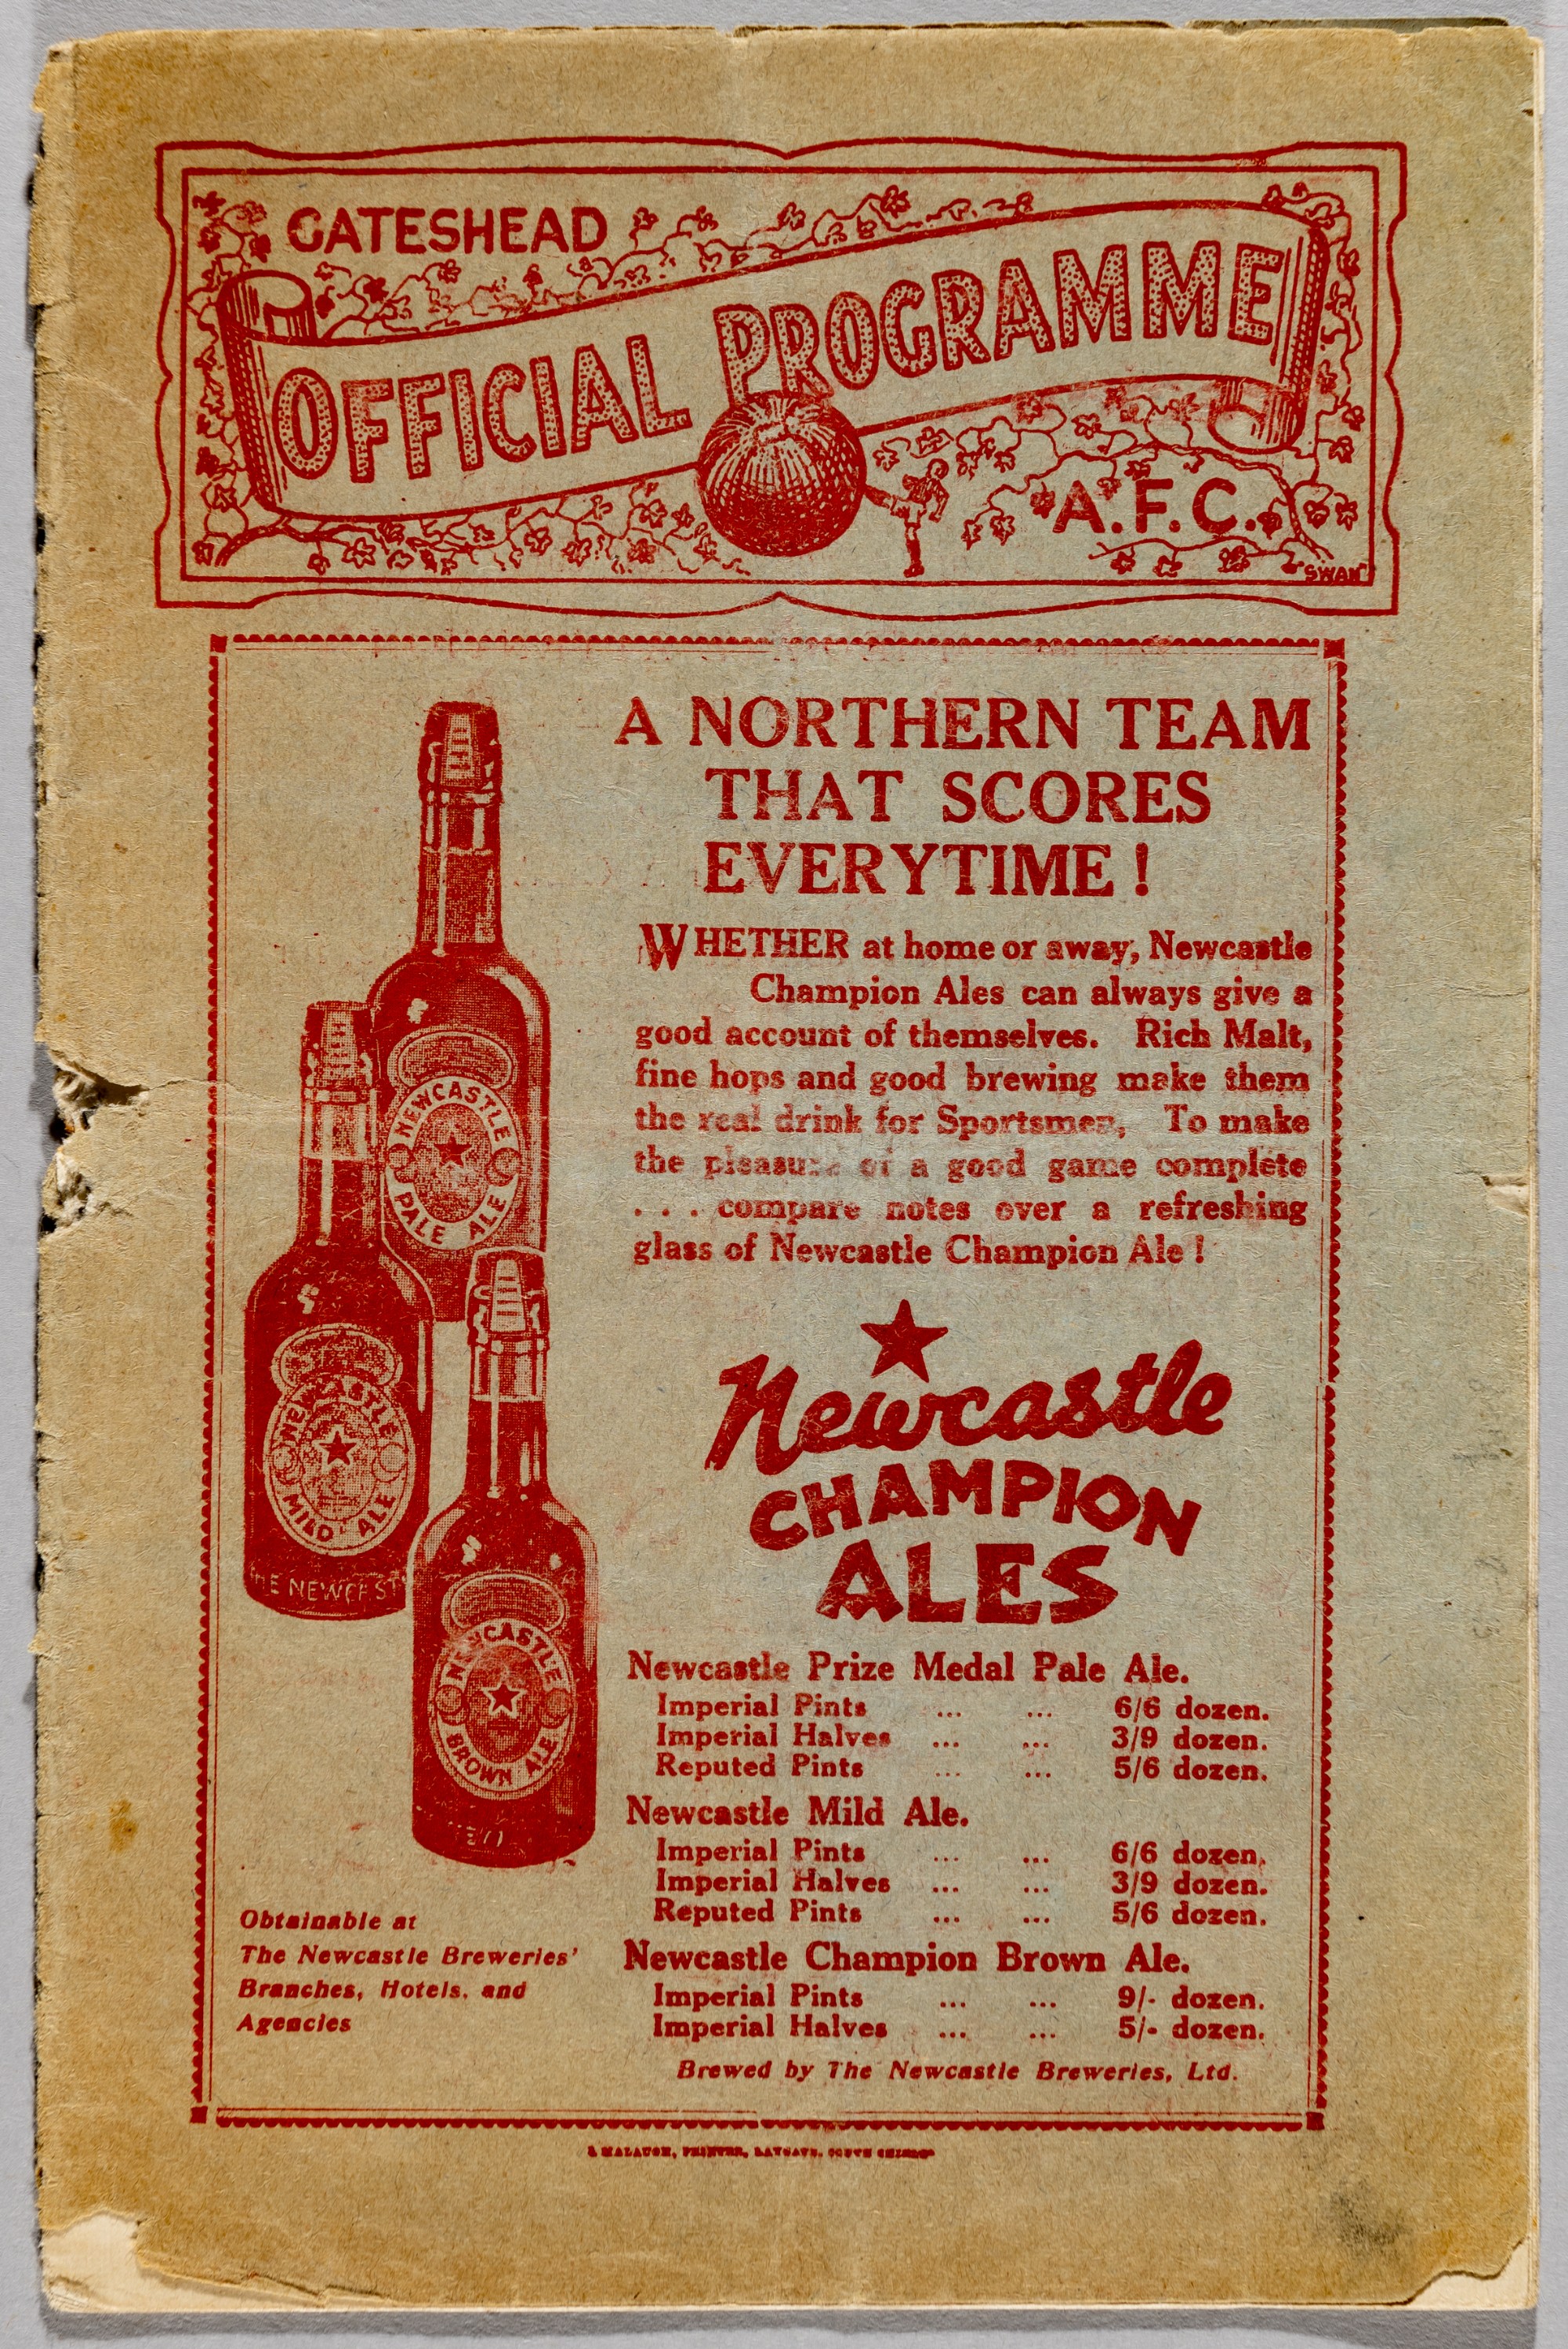 GATESHEAD
OFFICIAL PROGRAMME
A.F.C.
SWAN
A NORTHERN TEAM
THAT SCORES
EVERYTIME!
WHETHER at home or away, Newcastle
Champion Ales can always give a
good account of themselves. Rich Malt,
fine hops and good brewing make them
the real drink for Sportsmen, To make
the pleasure of a good game complete
. . . compare notes over a refreshing
glass of Newcastle Champion Ale!
NEWCASTLE
PALE ALE
NEWCASTLE
MILD ALE
THE NEWCAST
NEWCASTLE
BROWN ALE
Newcastle
CHAMPION
ALES
Newcastle Prize Medal Pale Ale.
Imperial Pints ... ... 6/6 dozen.
Imperial Halves ... ... 3/9 dozen.
Reputed Pints ... ... 5/6 dozen.
Newcastle Mild Ale.
Imperial Pints ... ... 6/6 dozen.
Imperial Halves ... ... 3/9 dozen.
Reputed Pints ... ... 5/6 dozen.
Newcastle Champion Brown Ale.
Imperial Pints ... ... 9/- dozen.
Imperial Halves ... ... 5/- dozen.
Brewed by The Newcastle Breweries, Ltd.
Obtainable at
The Newcastle Breweries'
Branches, Hotels, and
Agencies
PRINTER, LAYGATE, SOUTH SHIELDS